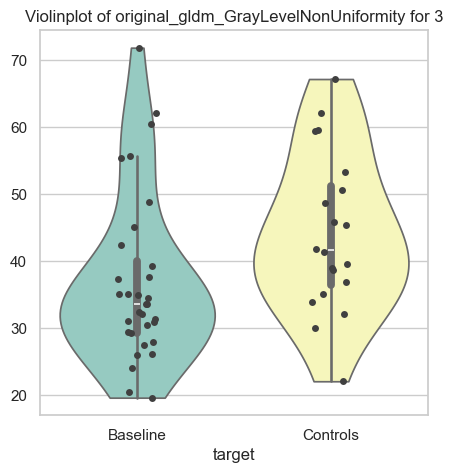 Violinplot of original_gldm_GrayLevelNonUniformity for 3
70
60
50
40
30
20
Baseline
Controls
target